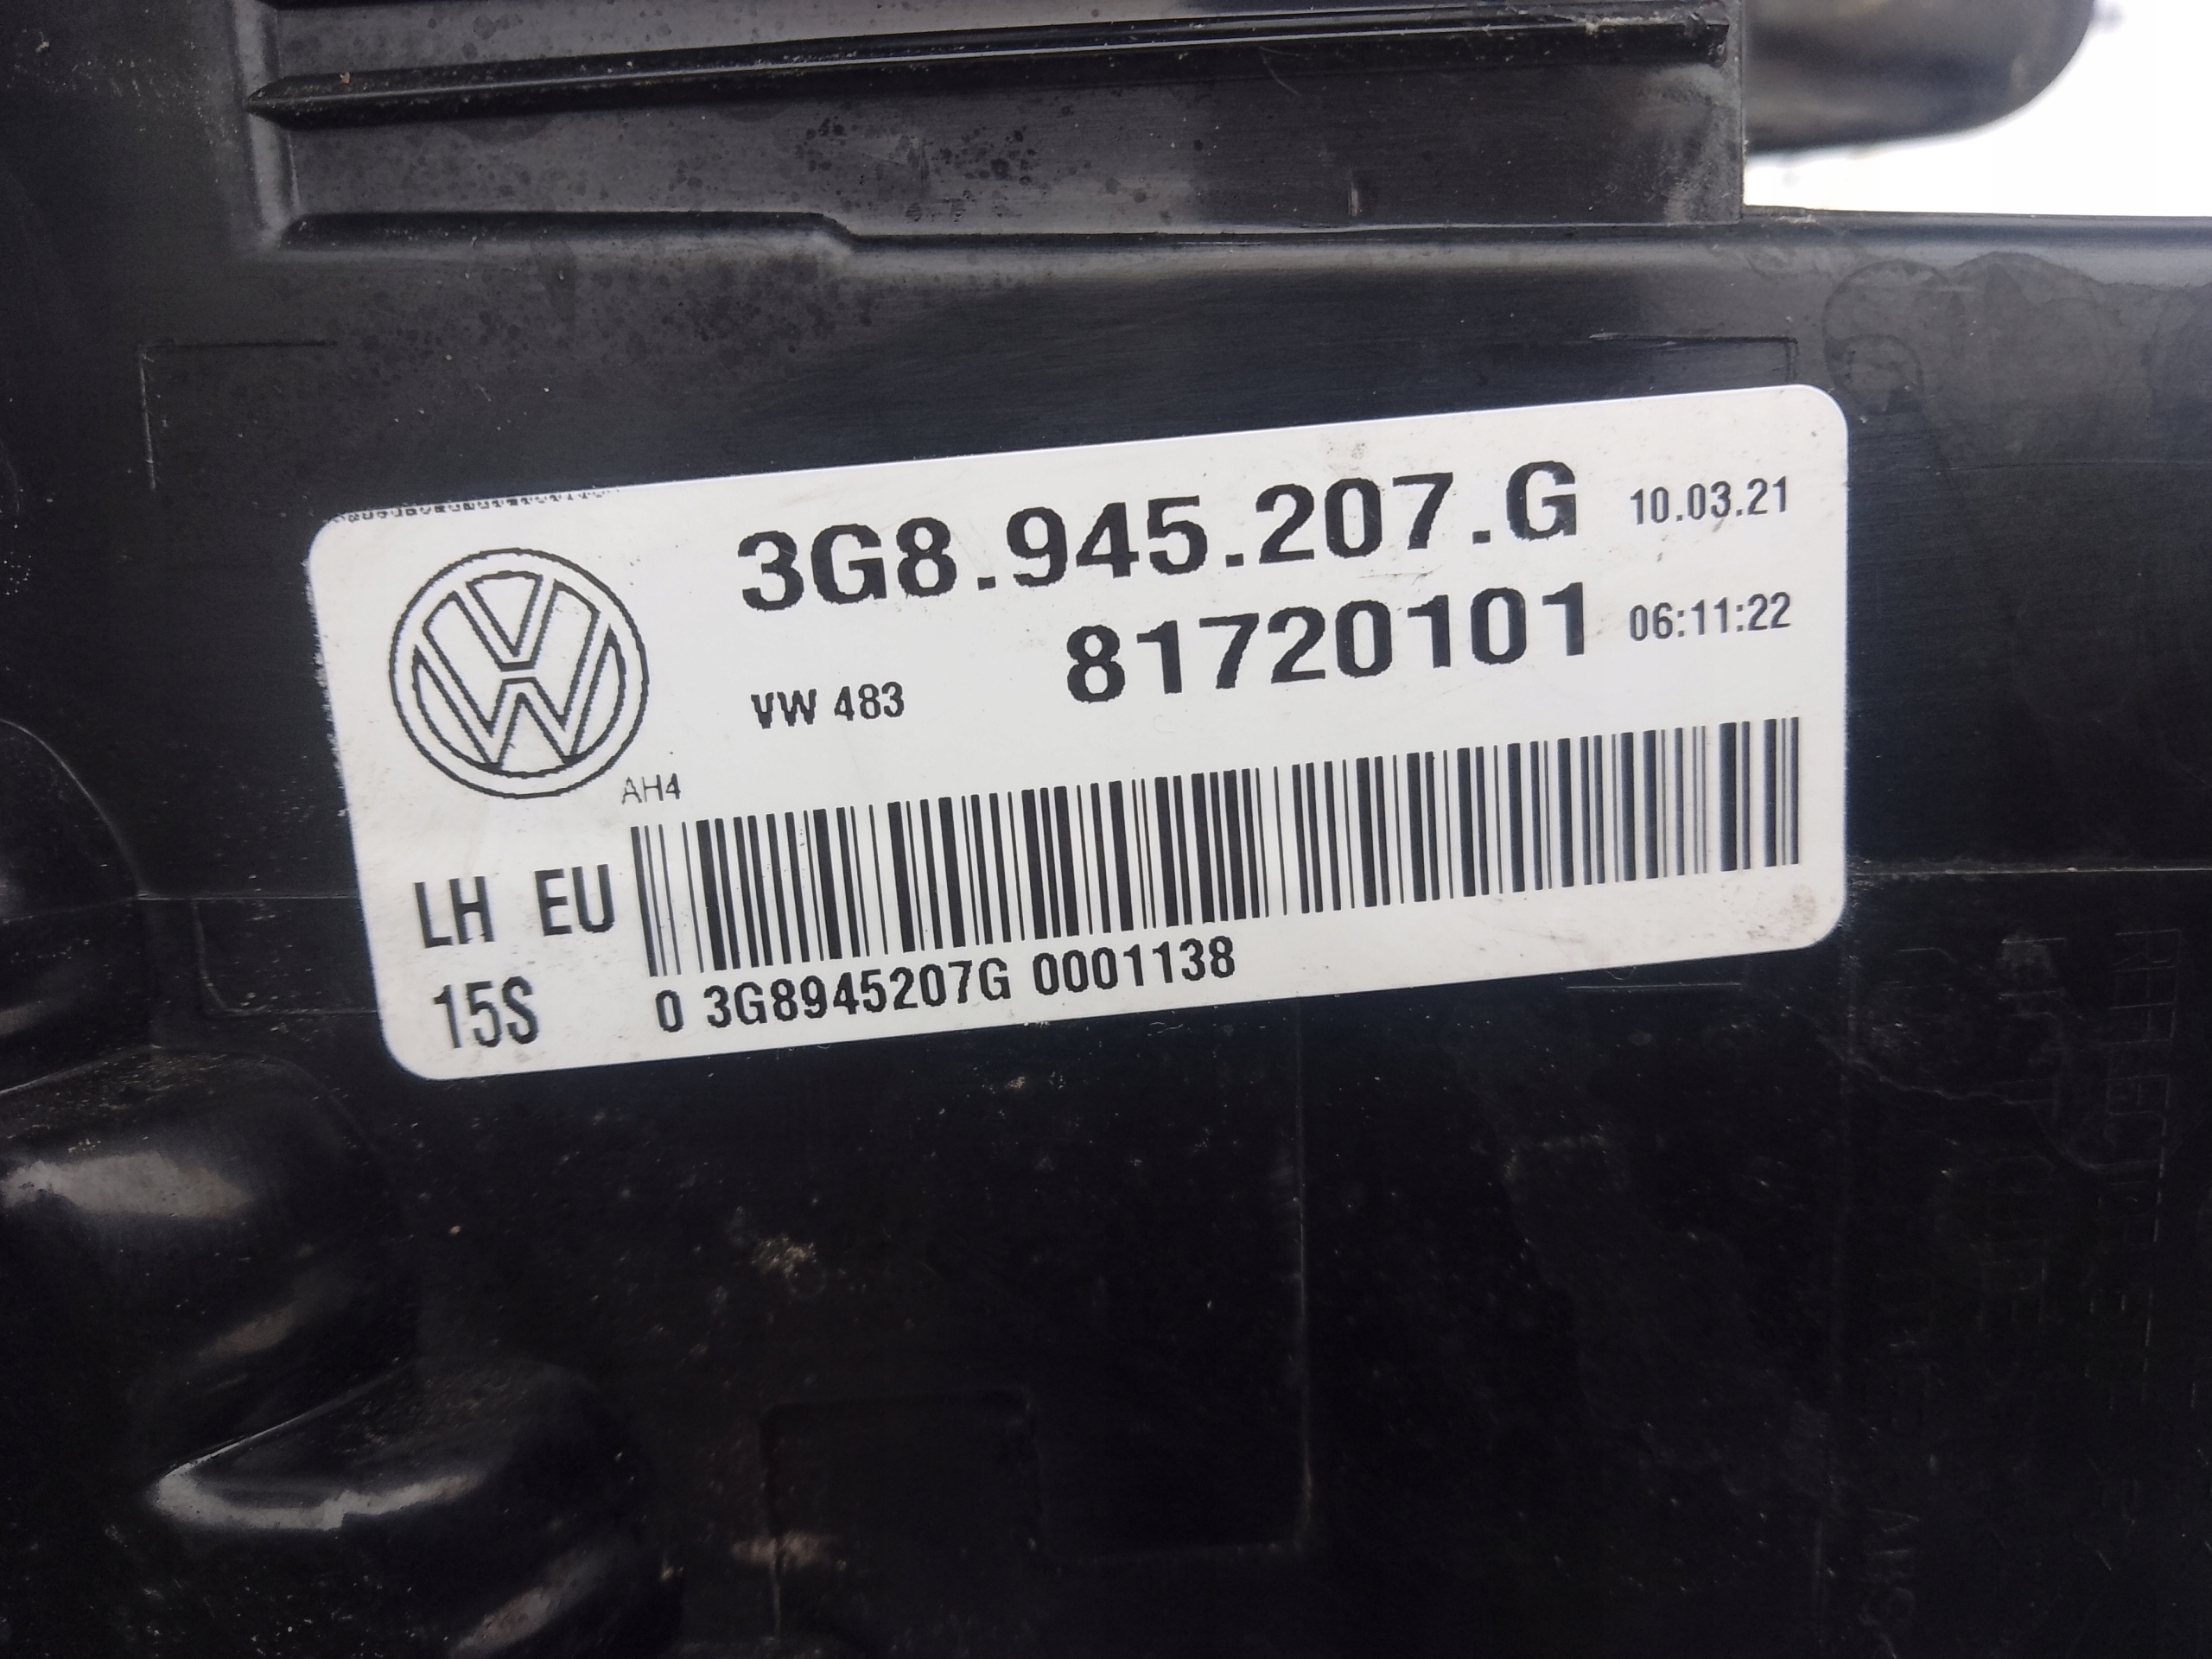 3G8.945.207.G 10.03.21
81720101 06:11:22
VW 483
AH4
LH EU
15S
0 3G8945207G 0001138